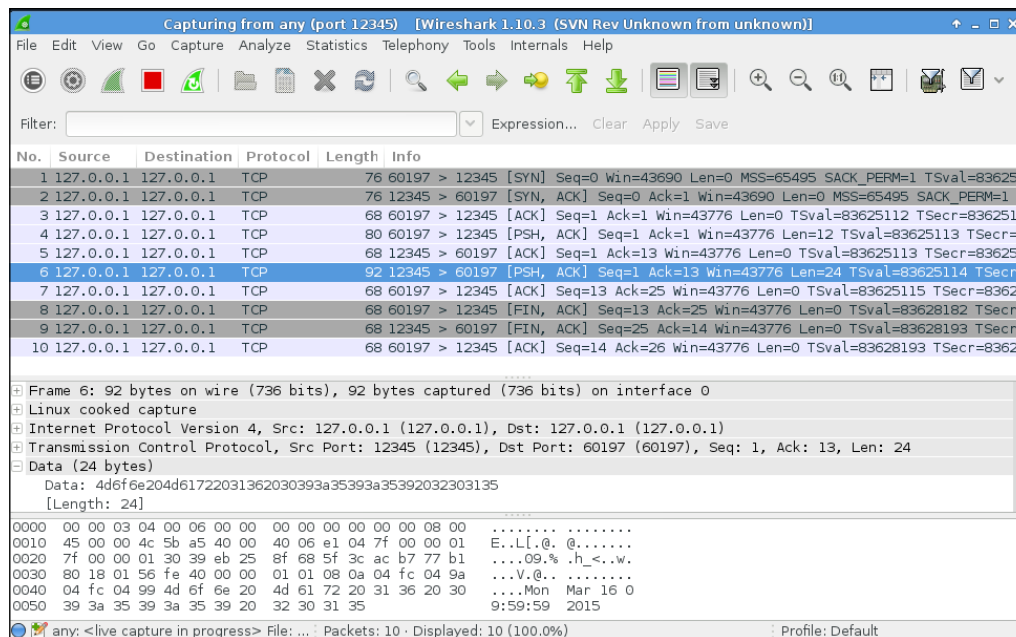 Capturing from any (port 12345) [Wireshark 1.10.3 (SVN Rev Unknown from unknown)]
File Edit View Go Capture Analyze Statistics Telephony Tools Internals Help
Filter: Expression... Clear Apply Save
No. Source Destination Protocol Length Info
1 127.0.0.1 127.0.0.1 TCP 76 60197 > 12345 [SYN] Seq=0 Win=43690 Len=0 MSS=65495 SACK_PERM=1 TSval=83625
2 127.0.0.1 127.0.0.1 TCP 76 12345 > 60197 [SYN, ACK] Seq=0 Ack=1 Win=43690 Len=0 MSS=65495 SACK_PERM=1
3 127.0.0.1 127.0.0.1 TCP 68 60197 > 12345 [ACK] Seq=1 Ack=1 Win=43776 Len=0 TSval=83625112 TSecr=836251
4 127.0.0.1 127.0.0.1 TCP 80 60197 > 12345 [PSH, ACK] Seq=1 Ack=1 Win=43776 Len=12 TSval=83625113 TSecr=
5 127.0.0.1 127.0.0.1 TCP 68 12345 > 60197 [ACK] Seq=1 Ack=13 Win=43776 Len=0 TSval=83625113 TSecr=83625
6 127.0.0.1 127.0.0.1 TCP 92 12345 > 60197 [PSH, ACK] Seq=1 Ack=13 Win=43776 Len=24 TSval=83625114 TSecr
7 127.0.0.1 127.0.0.1 TCP 68 60197 > 12345 [ACK] Seq=13 Ack=25 Win=43776 Len=0 TSval=83625115 TSecr=8362
8 127.0.0.1 127.0.0.1 TCP 68 60197 > 12345 [FIN, ACK] Seq=13 Ack=25 Win=43776 Len=0 TSval=83628182 TSecr
9 127.0.0.1 127.0.0.1 TCP 68 12345 > 60197 [FIN, ACK] Seq=25 Ack=14 Win=43776 Len=0 TSval=83628193 TSecr
10 127.0.0.1 127.0.0.1 TCP 68 60197 > 12345 [ACK] Seq=14 Ack=26 Win=43776 Len=0 TSval=83628193 TSecr=8362
Frame 6: 92 bytes on wire (736 bits), 92 bytes captured (736 bits) on interface 0
Linux cooked capture
Internet Protocol Version 4, Src: 127.0.0.1 (127.0.0.1), Dst: 127.0.0.1 (127.0.0.1)
Transmission Control Protocol, Src Port: 12345 (12345), Dst Port: 60197 (60197), Seq: 1, Ack: 13, Len: 24
Data (24 bytes)
Data: 4d6f6e204d61722031362030393a35393a35392032303135
[Length: 24]
0000 00 00 03 04 00 06 00 00 00 00 00 00 00 00 08 00 ........ ........
0010 45 00 00 4c 5b a5 40 00 40 06 e1 04 7f 00 00 01 E..L[.@. @.......
0020 7f 00 00 01 30 39 eb 25 8f 68 5f 3c ac b7 77 b1 ....09.% .h_<..w.
0030 80 18 01 56 fe 40 00 00 01 01 08 0a 04 fc 04 9a ...V.@.. ........
0040 04 fc 04 99 4d 6f 6e 20 4d 61 72 20 31 36 20 30 ....Mon Mar 16 0
0050 39 3a 35 39 3a 35 39 20 32 30 31 35 9:59:59 2015
any: <live capture in progress> File: ... Packets: 10 · Displayed: 10 (100.0%) Profile: Default